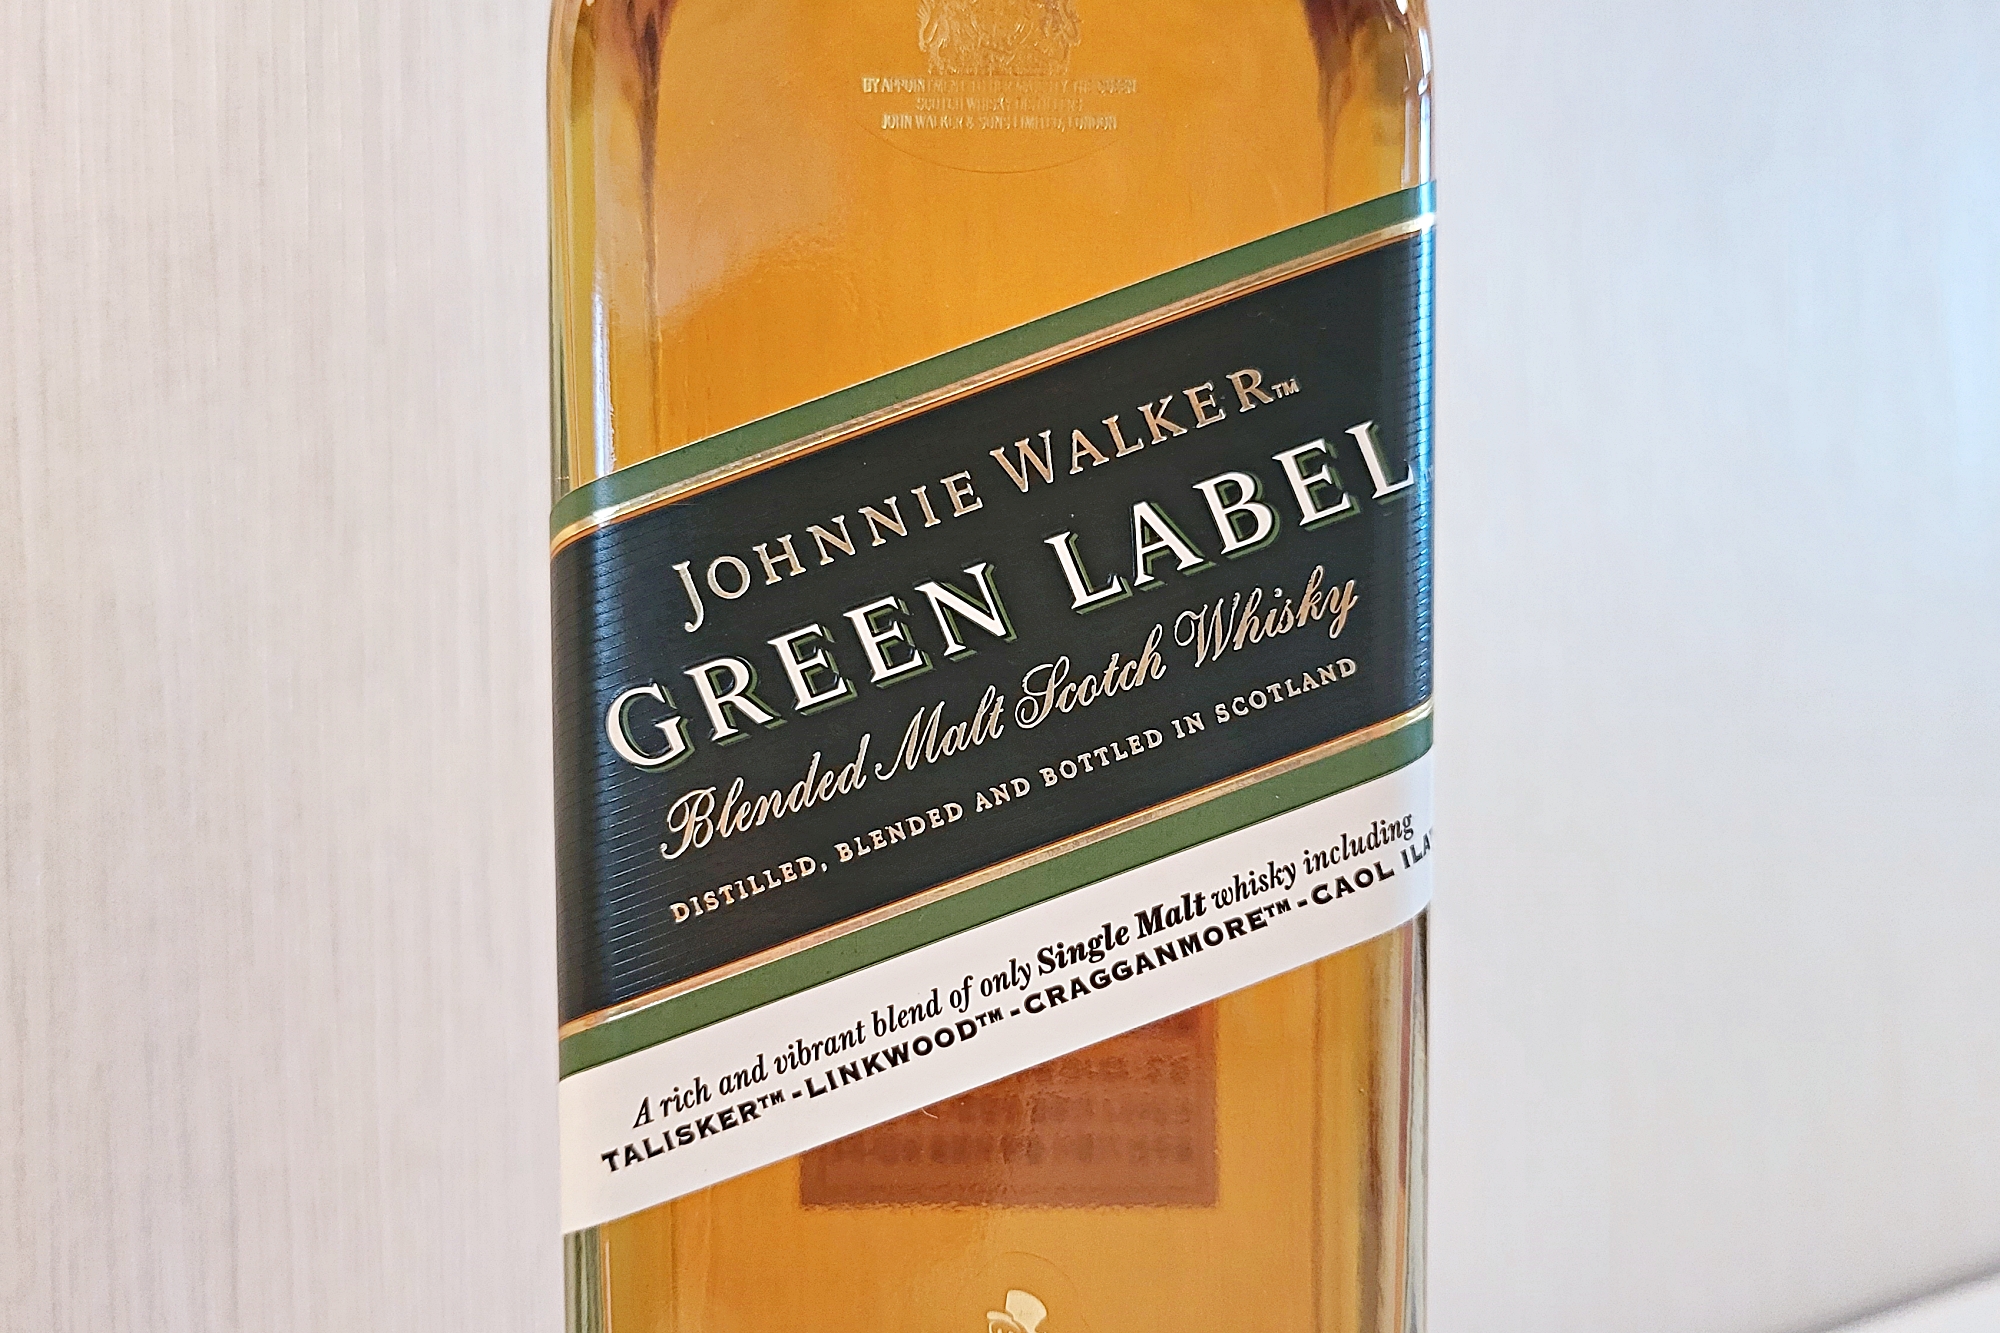 BY APPOINTMENT TO HER MAJESTY THE QUEEN
SCOTCH WHISKY DISTILLERS
JOHN WALKER & SONS LIMITED, LONDON
JOHNNIE WALKER™
GREEN LABEL
Blended Malt Scotch Whisky
DISTILLED, BLENDED AND BOTTLED IN SCOTLAND
A rich and vibrant blend of only Single Malt whisky including
TALISKER™-LINKWOOD™-CRAGGANMORE™-CAOL ILA